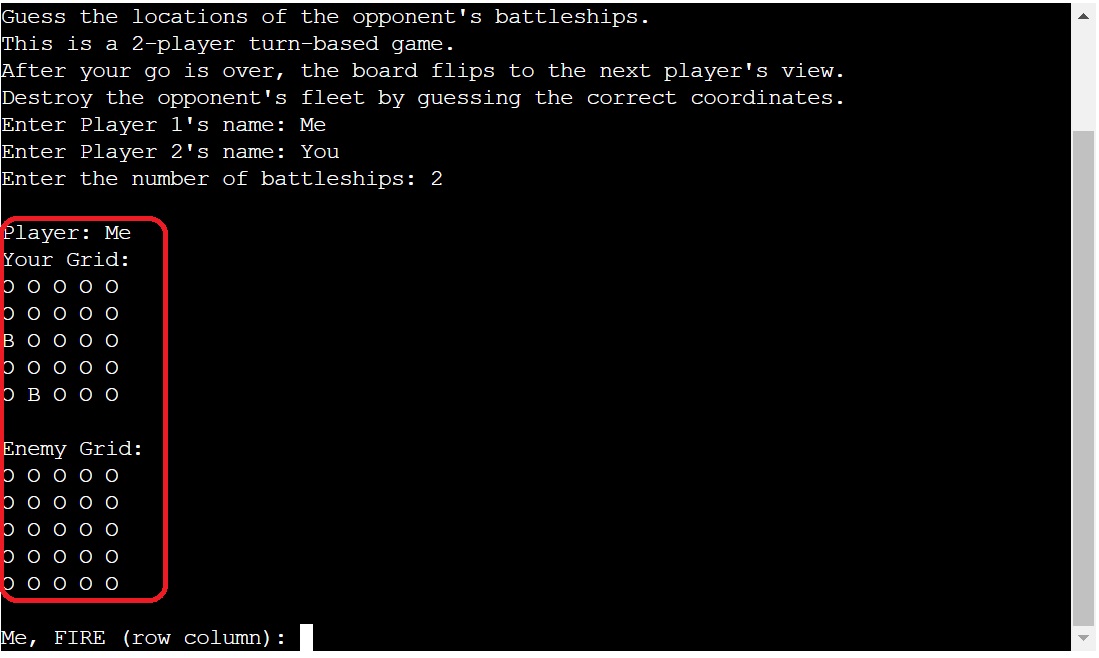 Guess the locations of the opponent's battleships.
This is a 2-player turn-based game.
After your go is over, the board flips to the next player's view.
Destroy the opponent's fleet by guessing the correct coordinates.
Enter Player 1's name: Me
Enter Player 2's name: You
Enter the number of battleships: 2
Player: Me
Your Grid:
O O O O O
O O O O O
B O O O O
O O O O O
O B O O O
Enemy Grid:
O O O O O
O O O O O
O O O O O
O O O O O
O O O O O
Me, FIRE (row column):